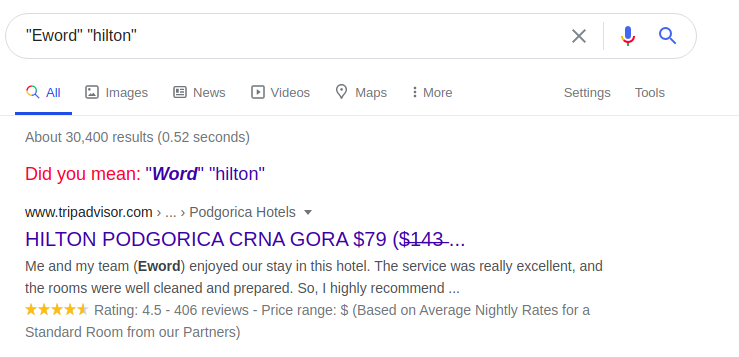 "Eword" "hilton"
All Images News Videos Maps More Settings Tools
About 30,400 results (0.52 seconds)
Did you mean: "Word" "hilton"
www.tripadvisor.com › ... › Podgorica Hotels
HILTON PODGORICA CRNA GORA $79 ($143 ...
Me and my team (Eword) enjoyed our stay in this hotel. The service was really excellent, and
the rooms were well cleaned and prepared. So, I highly recommend ...
Rating: 4.5 - 406 reviews - Price range: $ (Based on Average Nightly Rates for a
Standard Room from our Partners)